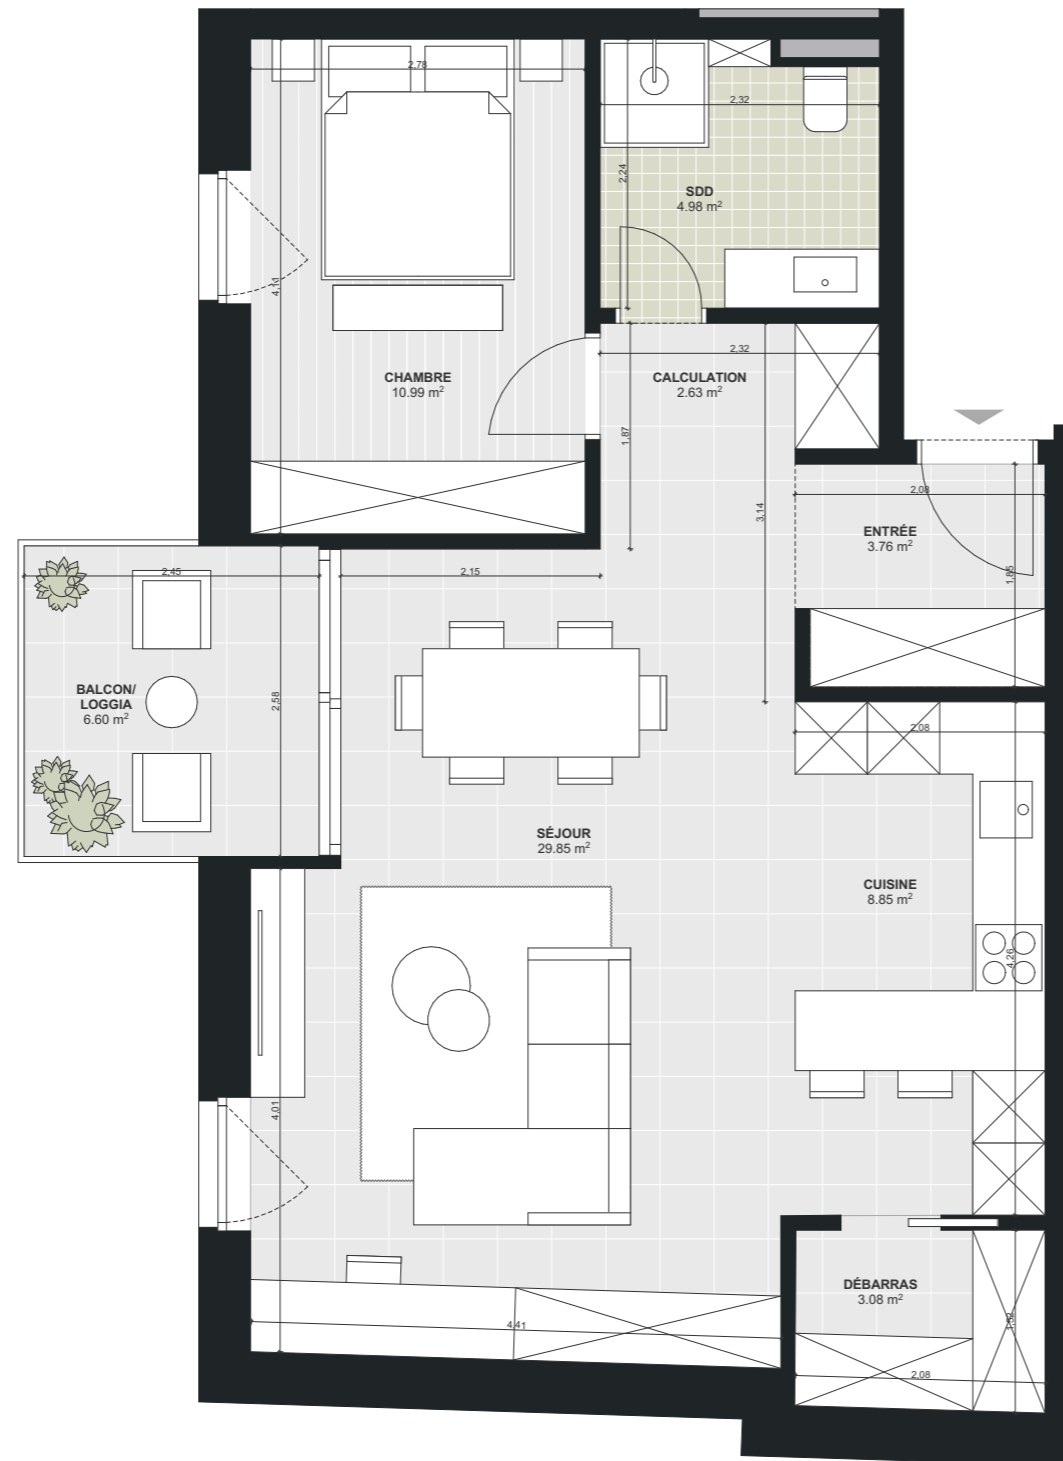 2,78
2,32
2,24
SDD
4.98 m²
4,11
2,32
CHAMBRE
10.99 m²
CALCULATION
2.63 m²
1,87
3,14
2,08
ENTRÉE
3.76 m²
1,85
2,45
2,15
BALCON/
LOGGIA
6.60 m²
2,58
2,08
SÉJOUR
29.85 m²
CUISINE
8.85 m²
4,26
4,01
DÉBARRAS
3.08 m²
1,52
4,41
2,08